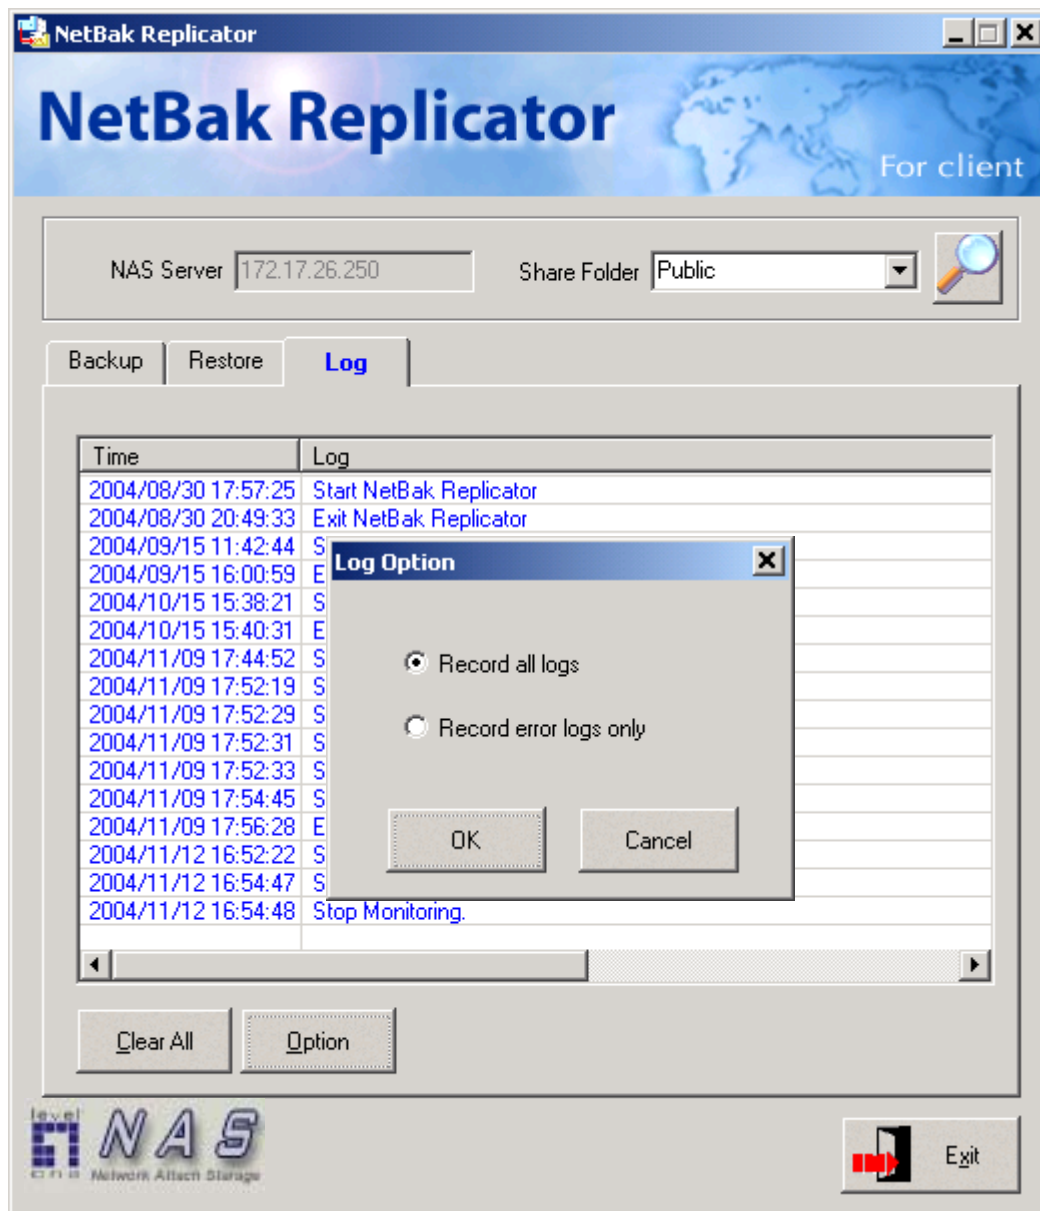 NetBak Replicator
NetBak Replicator
For client
NAS Server 172.17.26.250 Share Folder Public
Backup Restore Log
Time Log
2004/08/30 17:57:25 Start NetBak Replicator
2004/08/30 20:49:33 Exit NetBak Replicator
2004/09/15 11:42:44 S
2004/09/15 16:00:59 E
2004/10/15 15:38:21 S
2004/10/15 15:40:31 E
2004/11/09 17:44:52 S
2004/11/09 17:52:19 S
2004/11/09 17:52:29 S
2004/11/09 17:52:31 S
2004/11/09 17:52:33 S
2004/11/09 17:54:45 S
2004/11/09 17:56:28 E
2004/11/12 16:52:22 S
2004/11/12 16:54:47 S
2004/11/12 16:54:48 Stop Monitoring.
Log Option
Record all logs
Record error logs only
OK Cancel
Clear All Option
level
one
NAS
Network Attach Storage
Exit